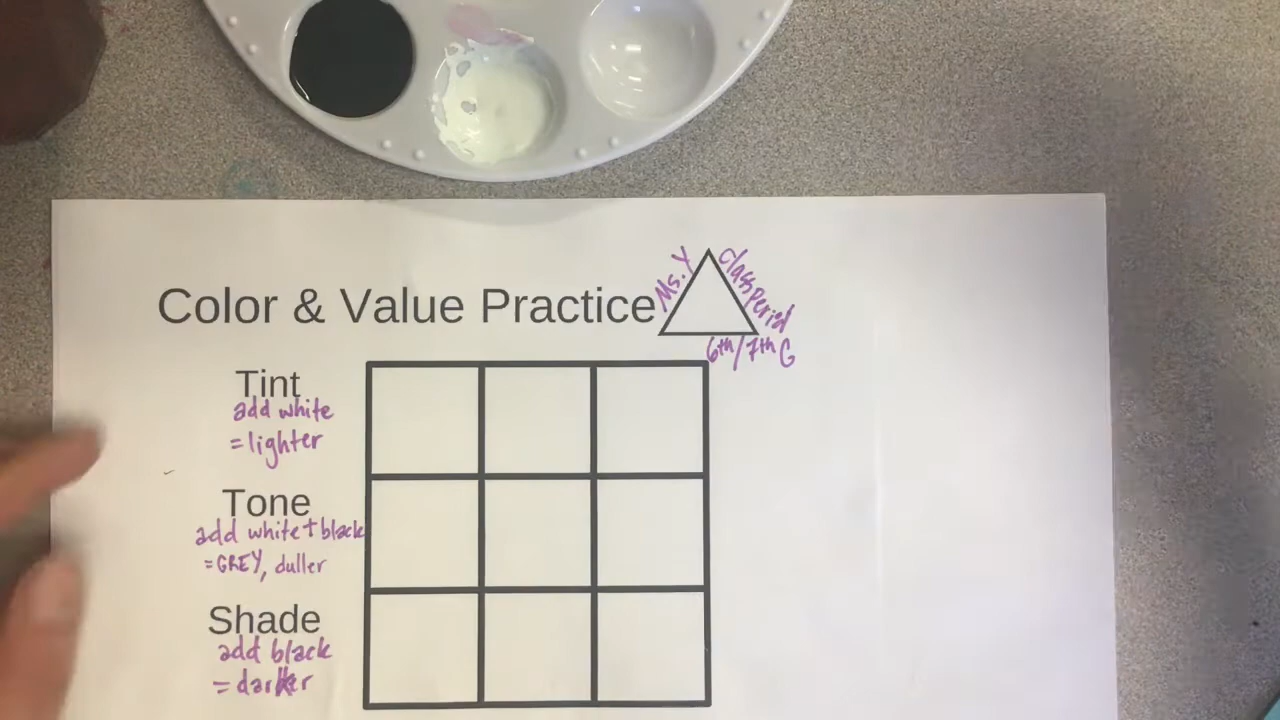 Ms. Y
Class period
Color & Value Practice
6th/7th G
Tint
add white
=lighter
Tone
add white+black
=GREY, duller
Shade
add black
=darker